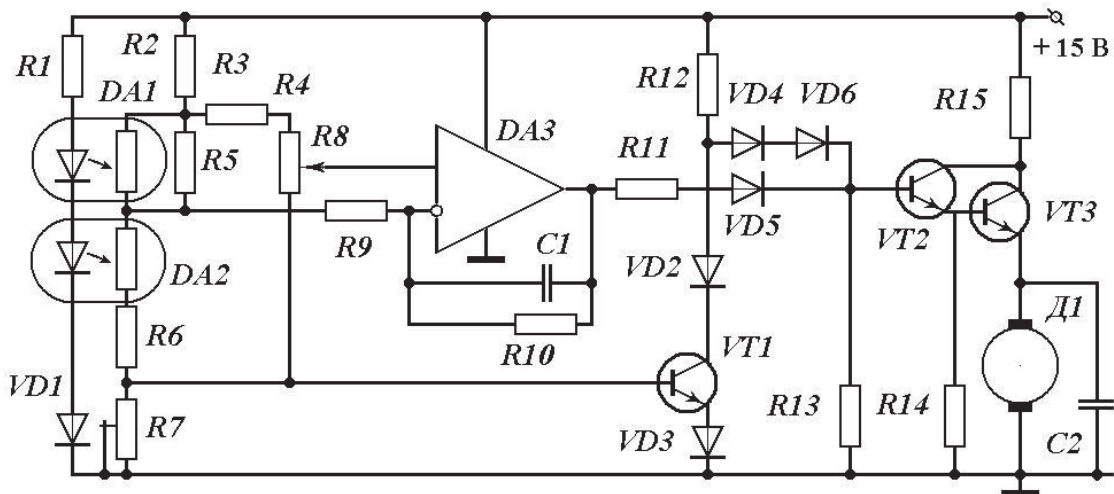 R1
R2
R3
R4
DA1
R5
R8
DA3
R11
R12
VD4
VD6
R15
+ 15 В
VD5
VT2
VT3
R9
C1
VD2
DA2
R6
R10
VT1
Д1
VD1
R7
VD3
R13
R14
C2